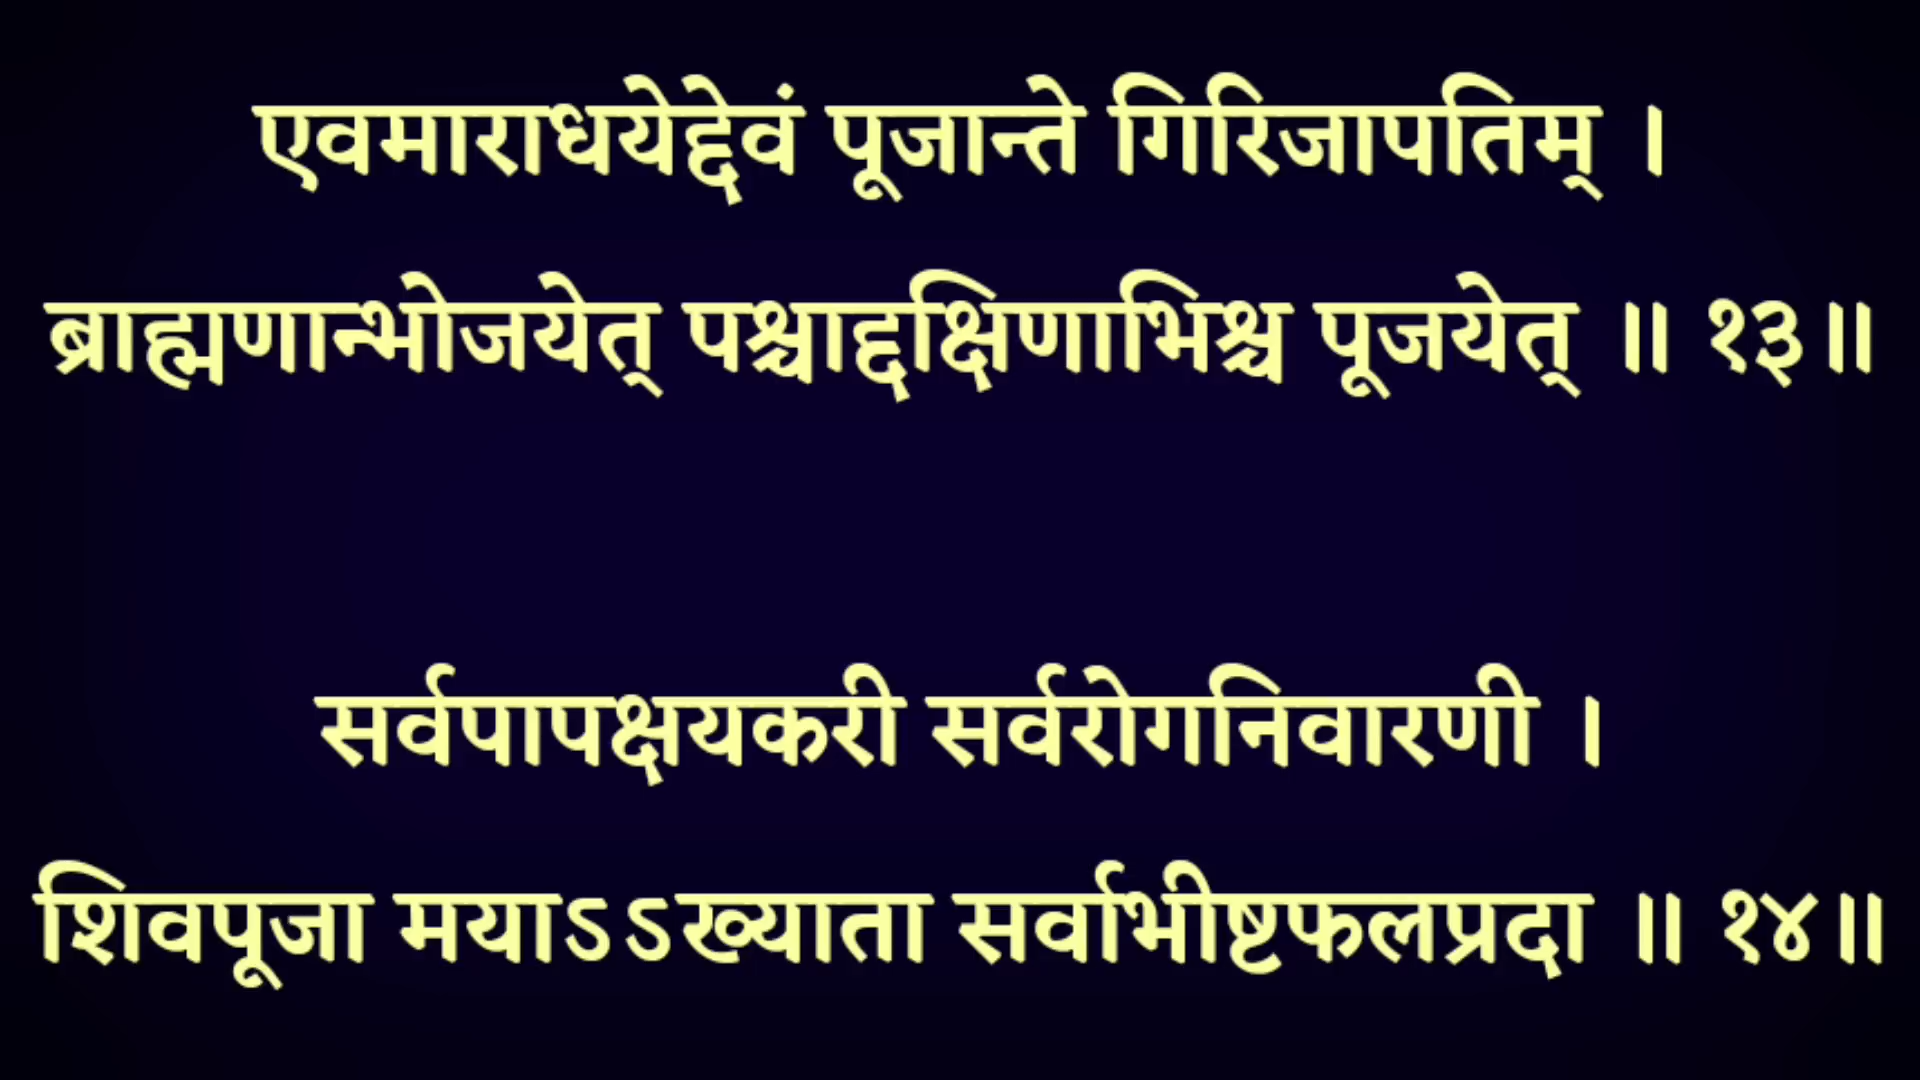 एवमाराधयेद्देवं पूजान्ते गिरिजापतिम् ।
ब्राह्मणान्भोजयेत् पश्चाद्दक्षिणाभिश्च पूजयेत् ॥ १३॥
सर्वपापक्षयकरी सर्वरोगनिवारणी ।
शिवपूजा मयाऽऽख्याता सर्वाभीष्टफलप्रदा ॥ १४॥